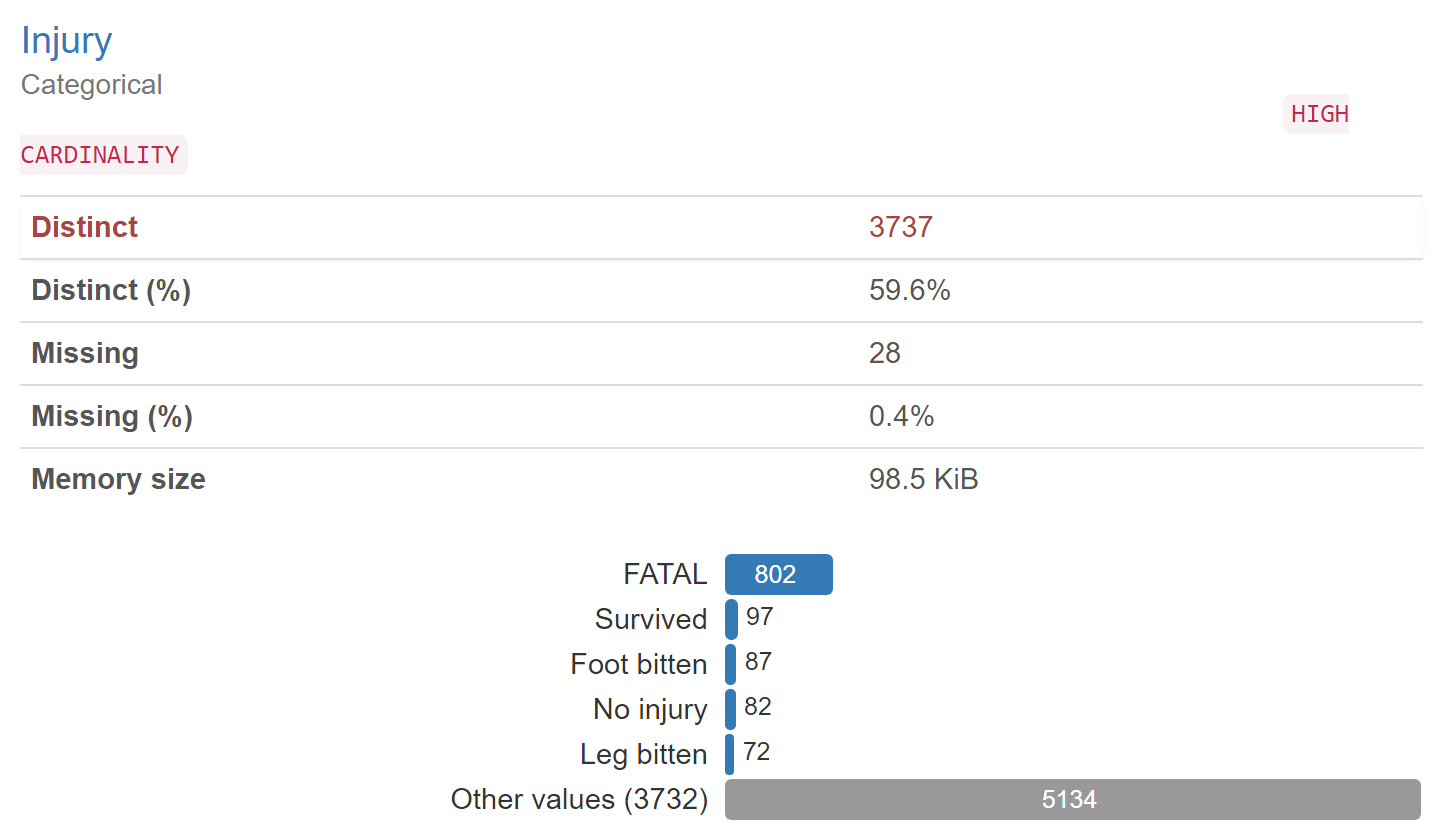 Injury
Categorical
HIGH
CARDINALITY
Distinct 3737
Distinct (%) 59.6%
Missing 28
Missing (%) 0.4%
Memory size 98.5 KiB
FATAL 802
Survived 97
Foot bitten 87
No injury 82
Leg bitten 72
Other values (3732) 5134